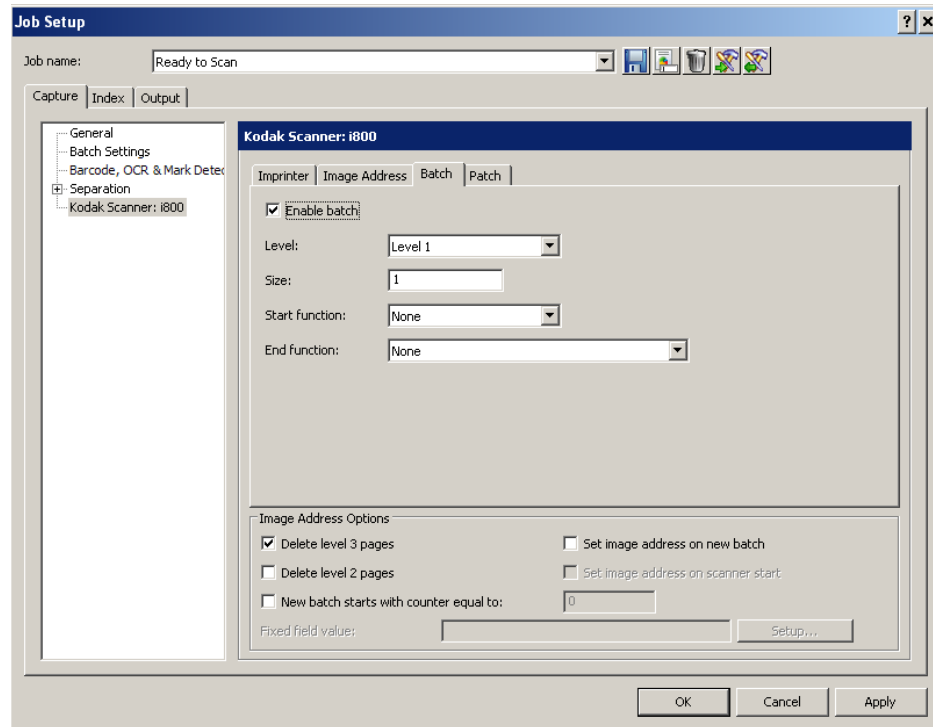 Job Setup
Job name: Ready to Scan
Capture Index Output
General
Batch Settings
Barcode, OCR & Mark Detec
Separation
Kodak Scanner: i800
Kodak Scanner: i800
Imprinter Image Address Batch Patch
Enable batch
Level: Level 1
Size: 1
Start function: None
End function: None
Image Address Options
Delete level 3 pages Set image address on new batch
Delete level 2 pages Set image address on scanner start
New batch starts with counter equal to: 0
Fixed field value: Setup...
OK Cancel Apply